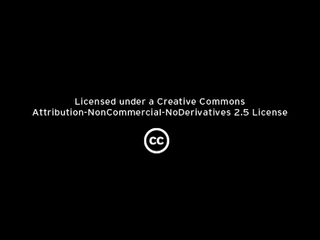 Licensed under a Creative Commons
Attribution-NonCommercial-NoDerivatives 2.5 License
cc